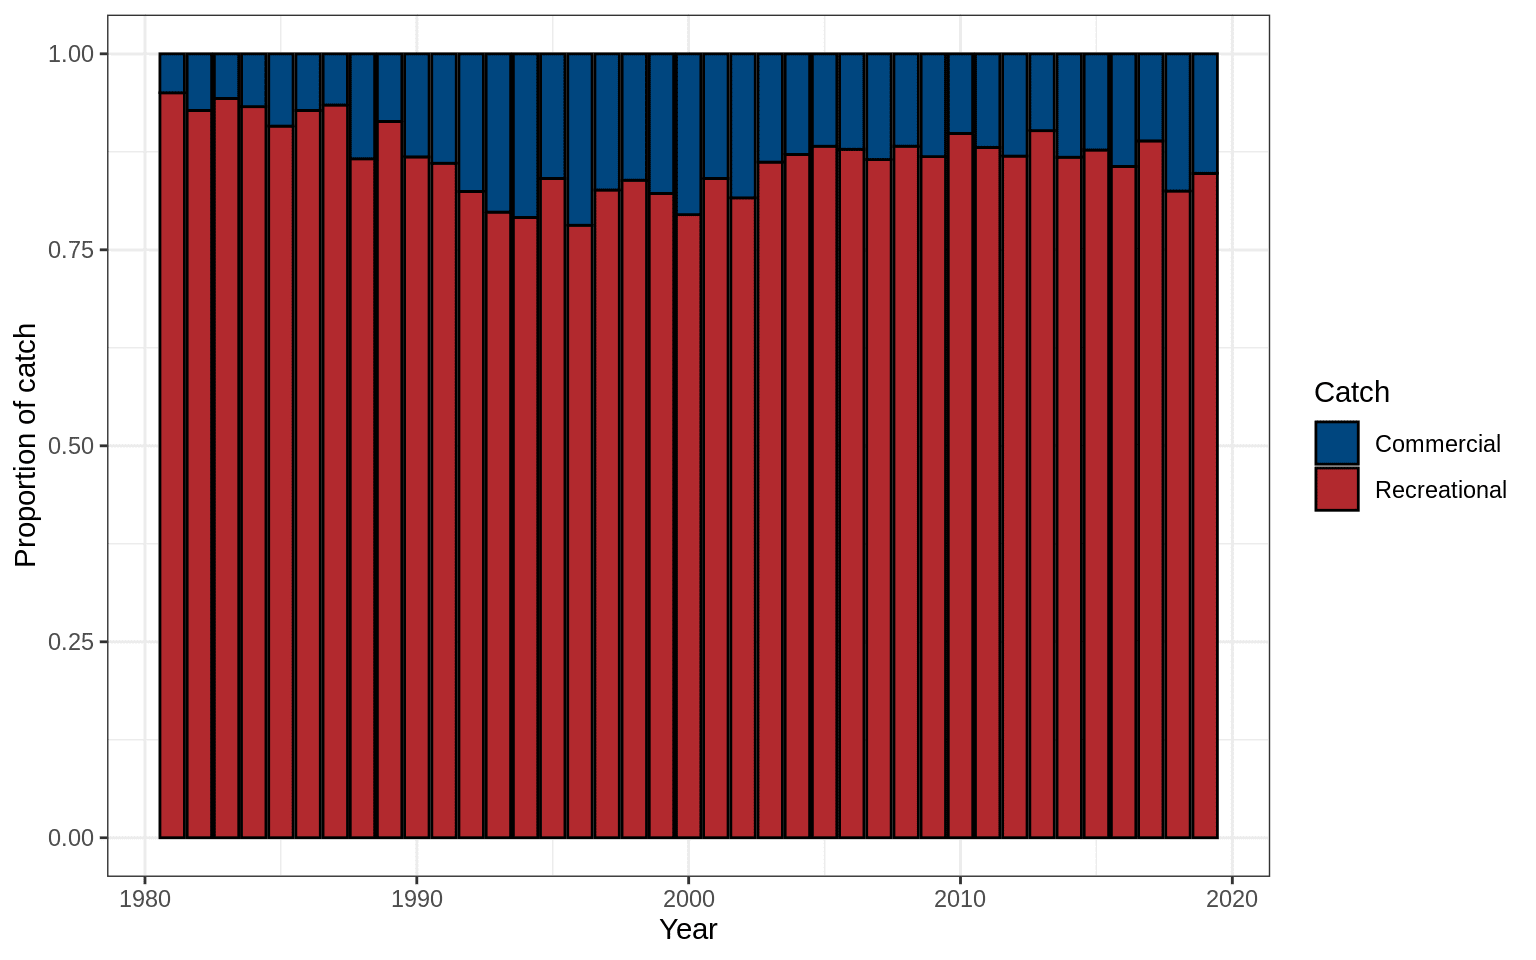 Proportion of catch
1.00
0.75
0.50
0.25
0.00
1980 1990 2000 2010 2020
Year
Catch
Commercial
Recreational